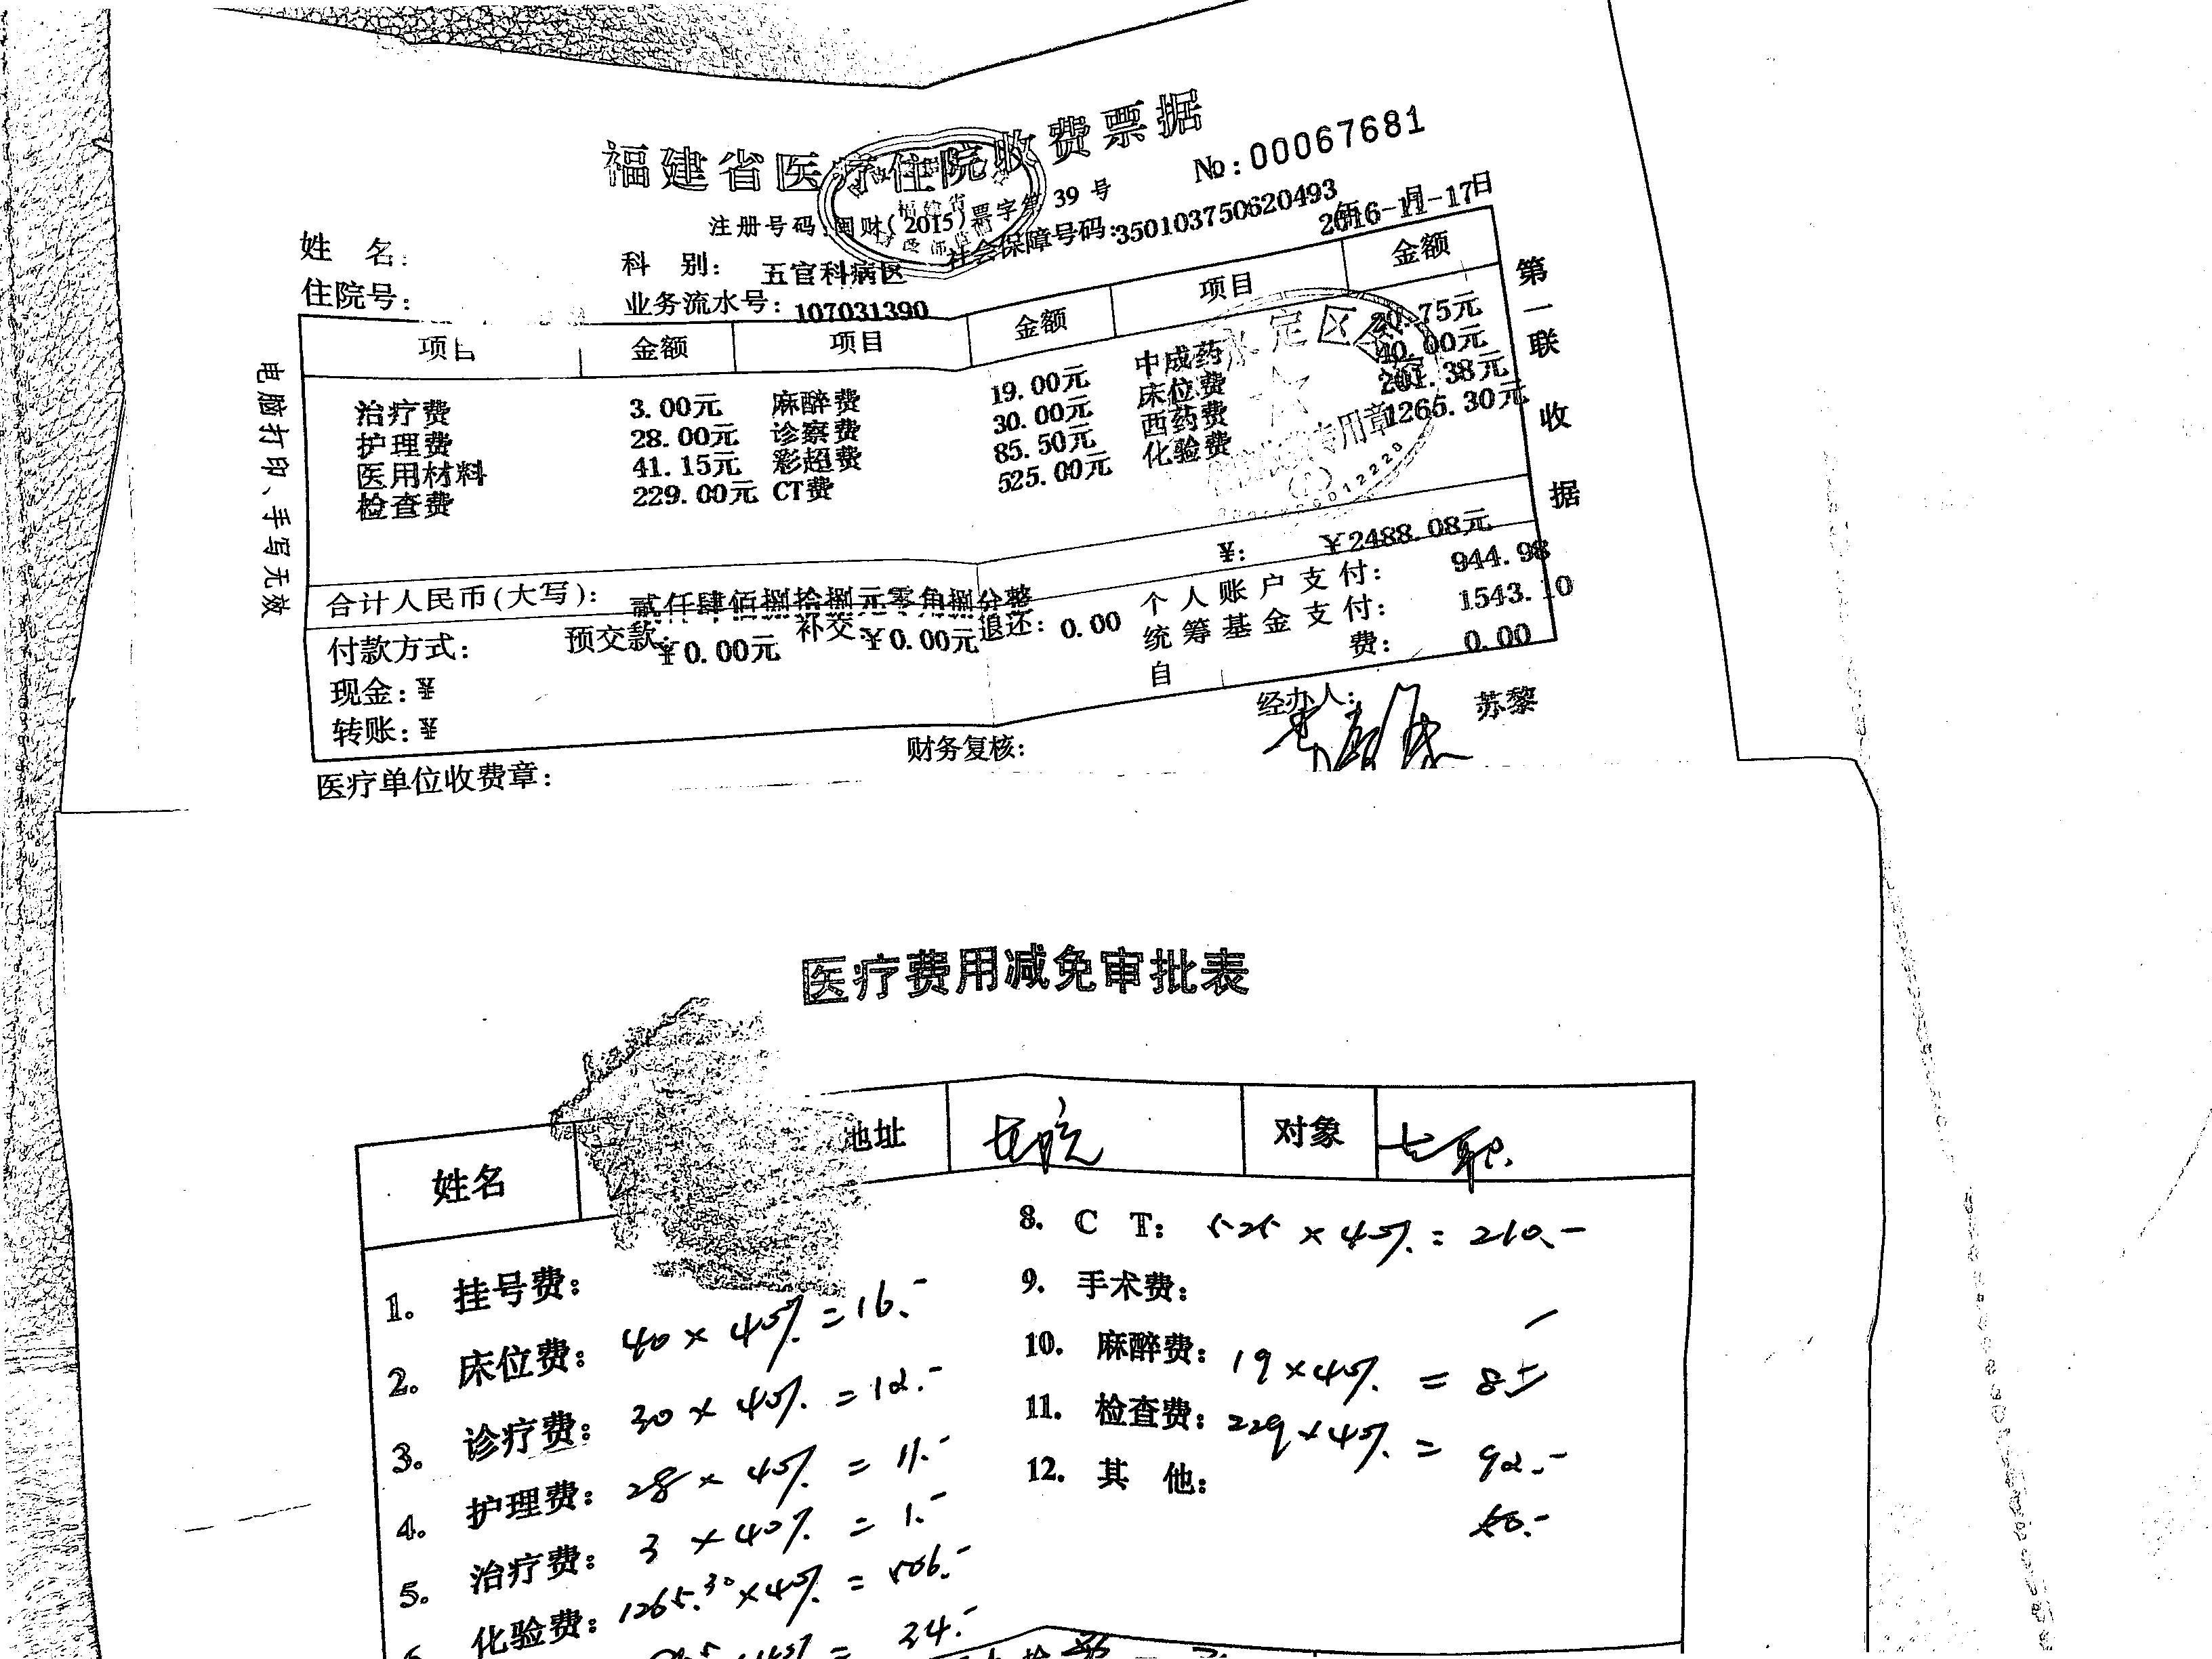 福建省医疗住院收费票据
No:00067681
注册号码:闽财(2015)票字第 39 号
社会保障号码:350103750620493
2016-11-17日
姓 名:
科 别: 五官科病区
住院号:
业务流水号: 107031390
项目 金额 项目 金额 项目 金额
治疗费 3.00元 麻醉费 19.00元 中成药 20.75元
护理费 28.00元 诊察费 30.00元 床位费 40.00元
医用材料 41.15元 彩超费 85.50元 西药费 201.38元
检查费 229.00元 CT费 525.00元 化验费 1265.30元
¥: ¥2488.08元
合计人民币(大写): 贰仟肆佰捌拾捌元零角捌分整
付款方式: 预交款:¥0.00元 补交:¥0.00元 退还: 0.00
个人账户支付: 944.98
统筹基金支付: 1543.10
自 费: 0.00
现金:¥
转账:¥
医疗单位收费章:
财务复核:
经办人: 苏黎
电脑打印、手写无效
第一联 收据
永定区
专用章
医疗费用减免审批表
姓名 地址 对象
1. 挂号费:
2. 床位费: 40×40%=16.-
3. 诊疗费: 30×40%=12.-
4. 护理费: 28×40%=11.-
5. 治疗费: 3×40%=1.-
化验费: 1265.30×40%=506.-
34.-
8. C T: 525×40%=210.-
9. 手术费:
10. 麻醉费: 19×40%=8.-
11. 检查费: 229×40%=92.-
12. 其 他: